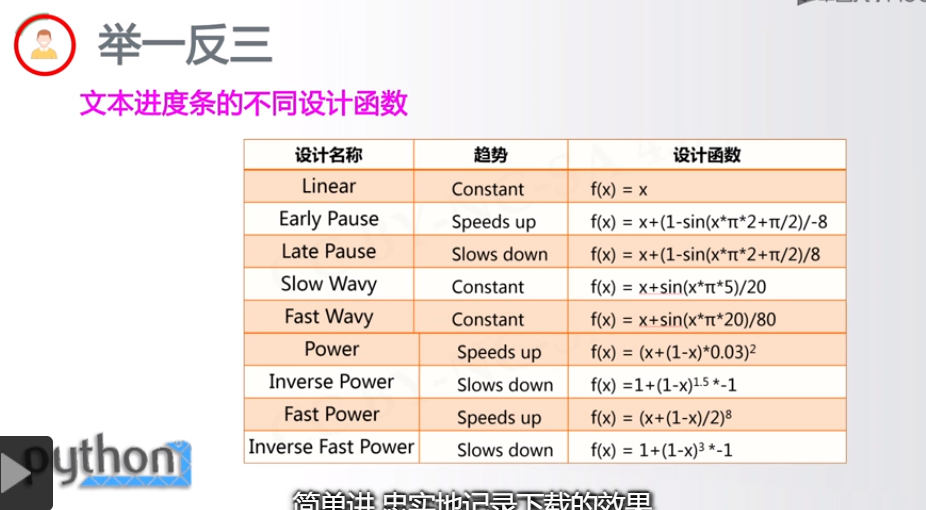 举一反三
文本进度条的不同设计函数
设计名称 趋势 设计函数
Linear Constant f(x) = x
Early Pause Speeds up f(x) = x+(1-sin(x*π*2+π/2)/-8
Late Pause Slows down f(x) = x+(1-sin(x*π*2+π/2)/8
Slow Wavy Constant f(x) = x+sin(x*π*5)/20
Fast Wavy Constant f(x) = x+sin(x*π*20)/80
Power Speeds up f(x) = (x+(1-x)*0.03)²
Inverse Power Slows down f(x) =1+(1-x)¹·⁵ *-1
Fast Power Speeds up f(x) = (x+(1-x)/2)⁸
Inverse Fast Power Slows down f(x) = 1+(1-x)³ *-1
python
简单讲 忠实地记录下载的效果